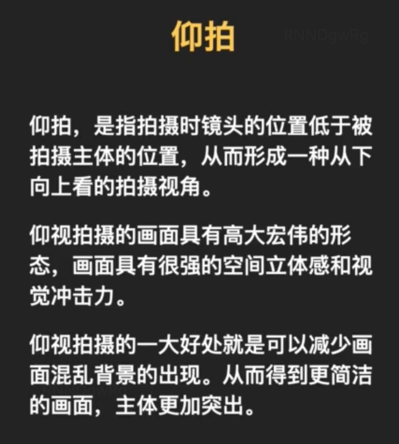 仰拍
仰拍，是指拍摄时镜头的位置低于被
拍摄主体的位置，从而形成一种从下
向上看的拍摄视角。
仰视拍摄的画面具有高大宏伟的形
态，画面具有很强的空间立体感和视
觉冲击力。
仰视拍摄的一大好处就是可以减少画
面混乱背景的出现。从而得到更简洁
的画面，主体更加突出。